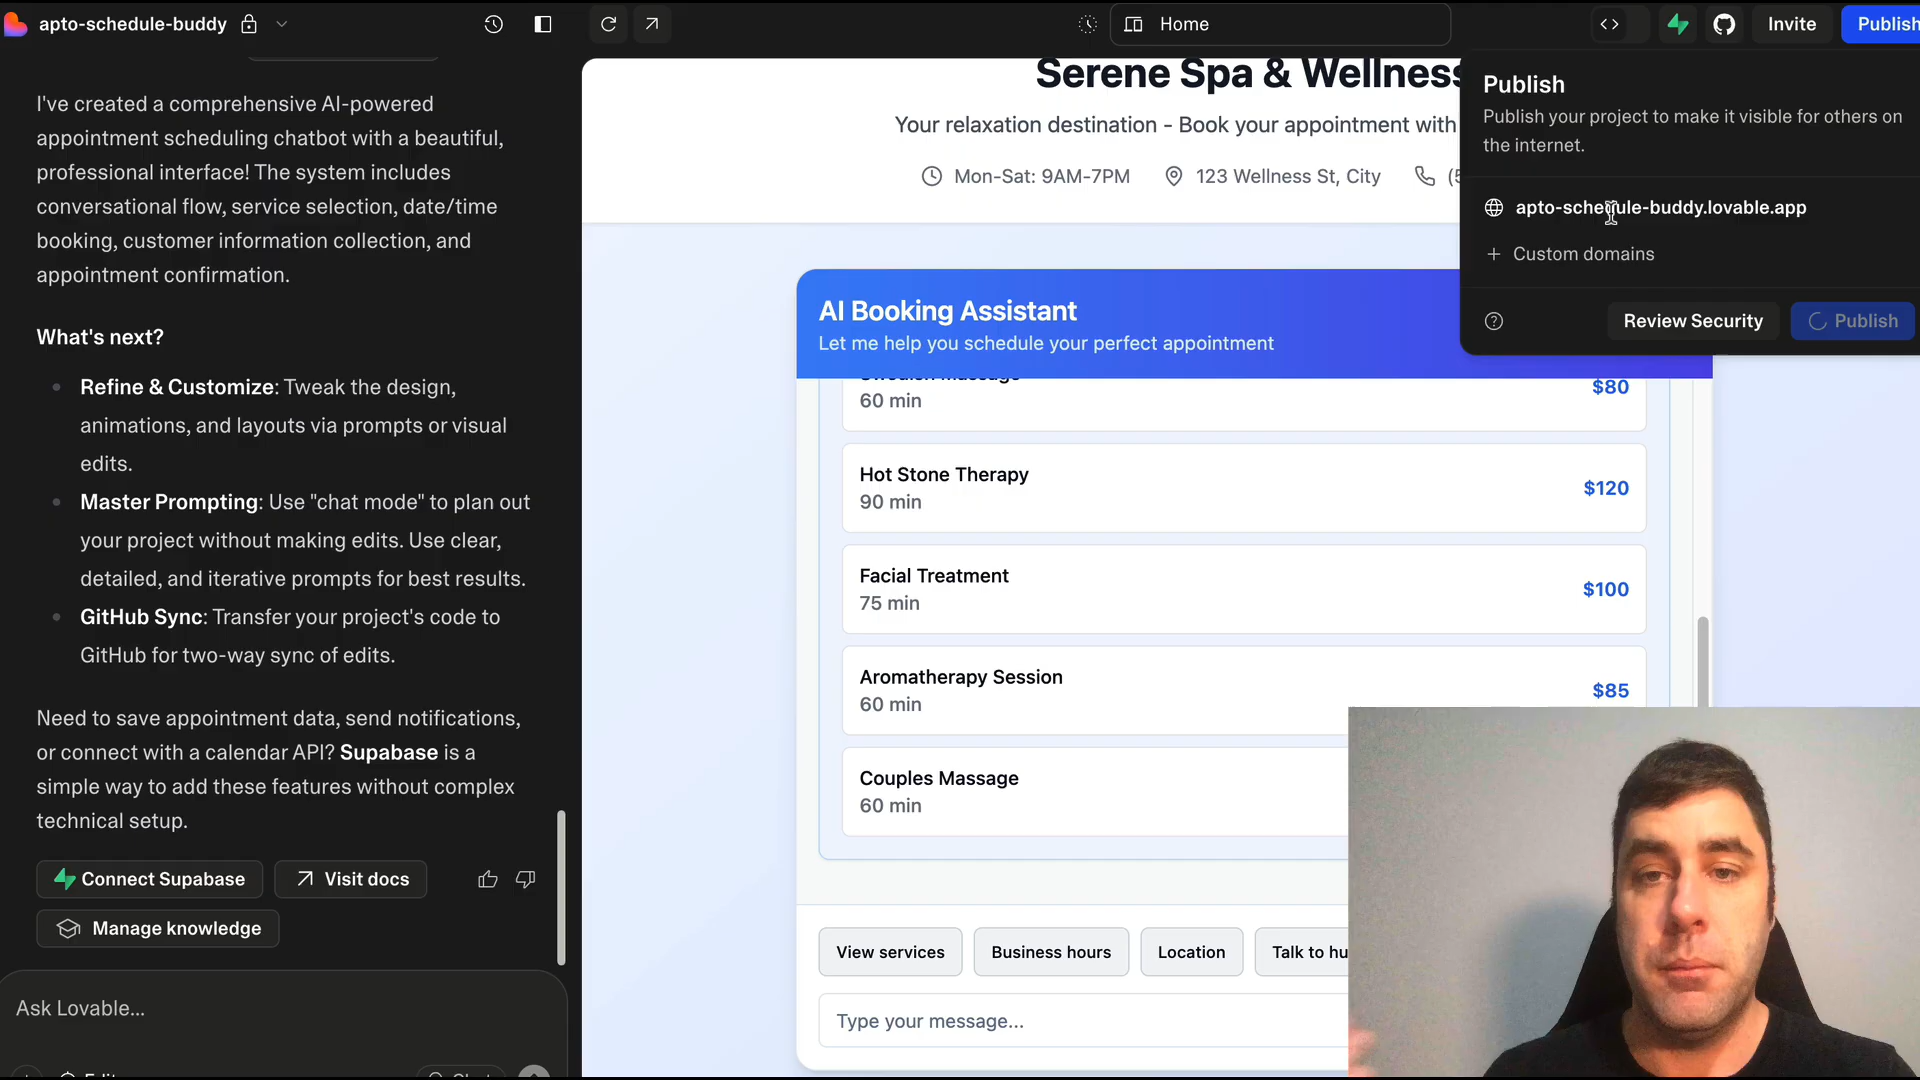 apto-schedule-buddy
Home
Invite
Publish
I've created a comprehensive AI-powered
appointment scheduling chatbot with a beautiful,
professional interface! The system includes
conversational flow, service selection, date/time
booking, customer information collection, and
appointment confirmation.
What's next?
Refine & Customize: Tweak the design,
animations, and layouts via prompts or visual
edits.
Master Prompting: Use "chat mode" to plan out
your project without making edits. Use clear,
detailed, and iterative prompts for best results.
GitHub Sync: Transfer your project's code to
GitHub for two-way sync of edits.
Need to save appointment data, send notifications,
or connect with a calendar API? Supabase is a
simple way to add these features without complex
technical setup.
Connect Supabase
Visit docs
Manage knowledge
Ask Lovable...
Edit
Chat
Serene Spa & Wellness
Your relaxation destination - Book your appointment with
Mon-Sat: 9AM-7PM
123 Wellness St, City
(5
AI Booking Assistant
Let me help you schedule your perfect appointment
Swedish Massage
60 min
$80
Hot Stone Therapy
90 min
$120
Facial Treatment
75 min
$100
Aromatherapy Session
60 min
$85
Couples Massage
60 min
View services
Business hours
Location
Talk to hu
Type your message...
Publish
Publish your project to make it visible for others on
the internet.
apto-schedule-buddy.lovable.app
+ Custom domains
Review Security
Publish